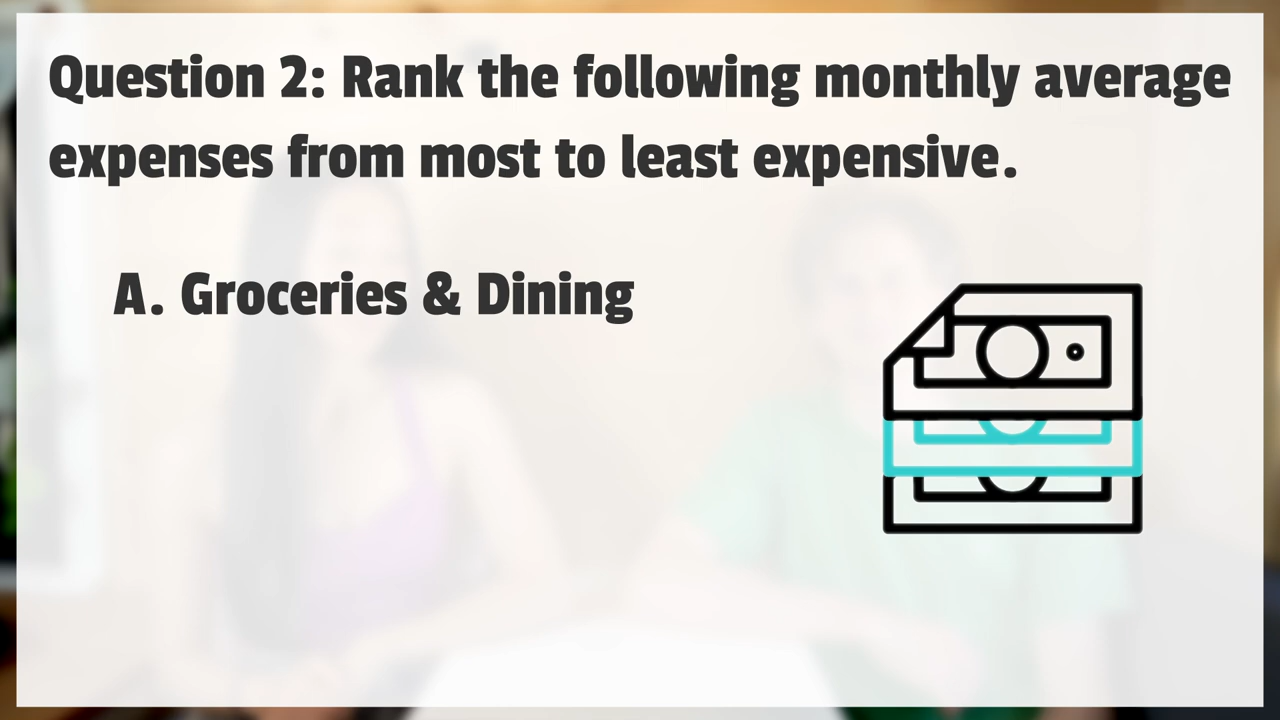 Question 2: Rank the following monthly average
expenses from most to least expensive.
A. Groceries & Dining